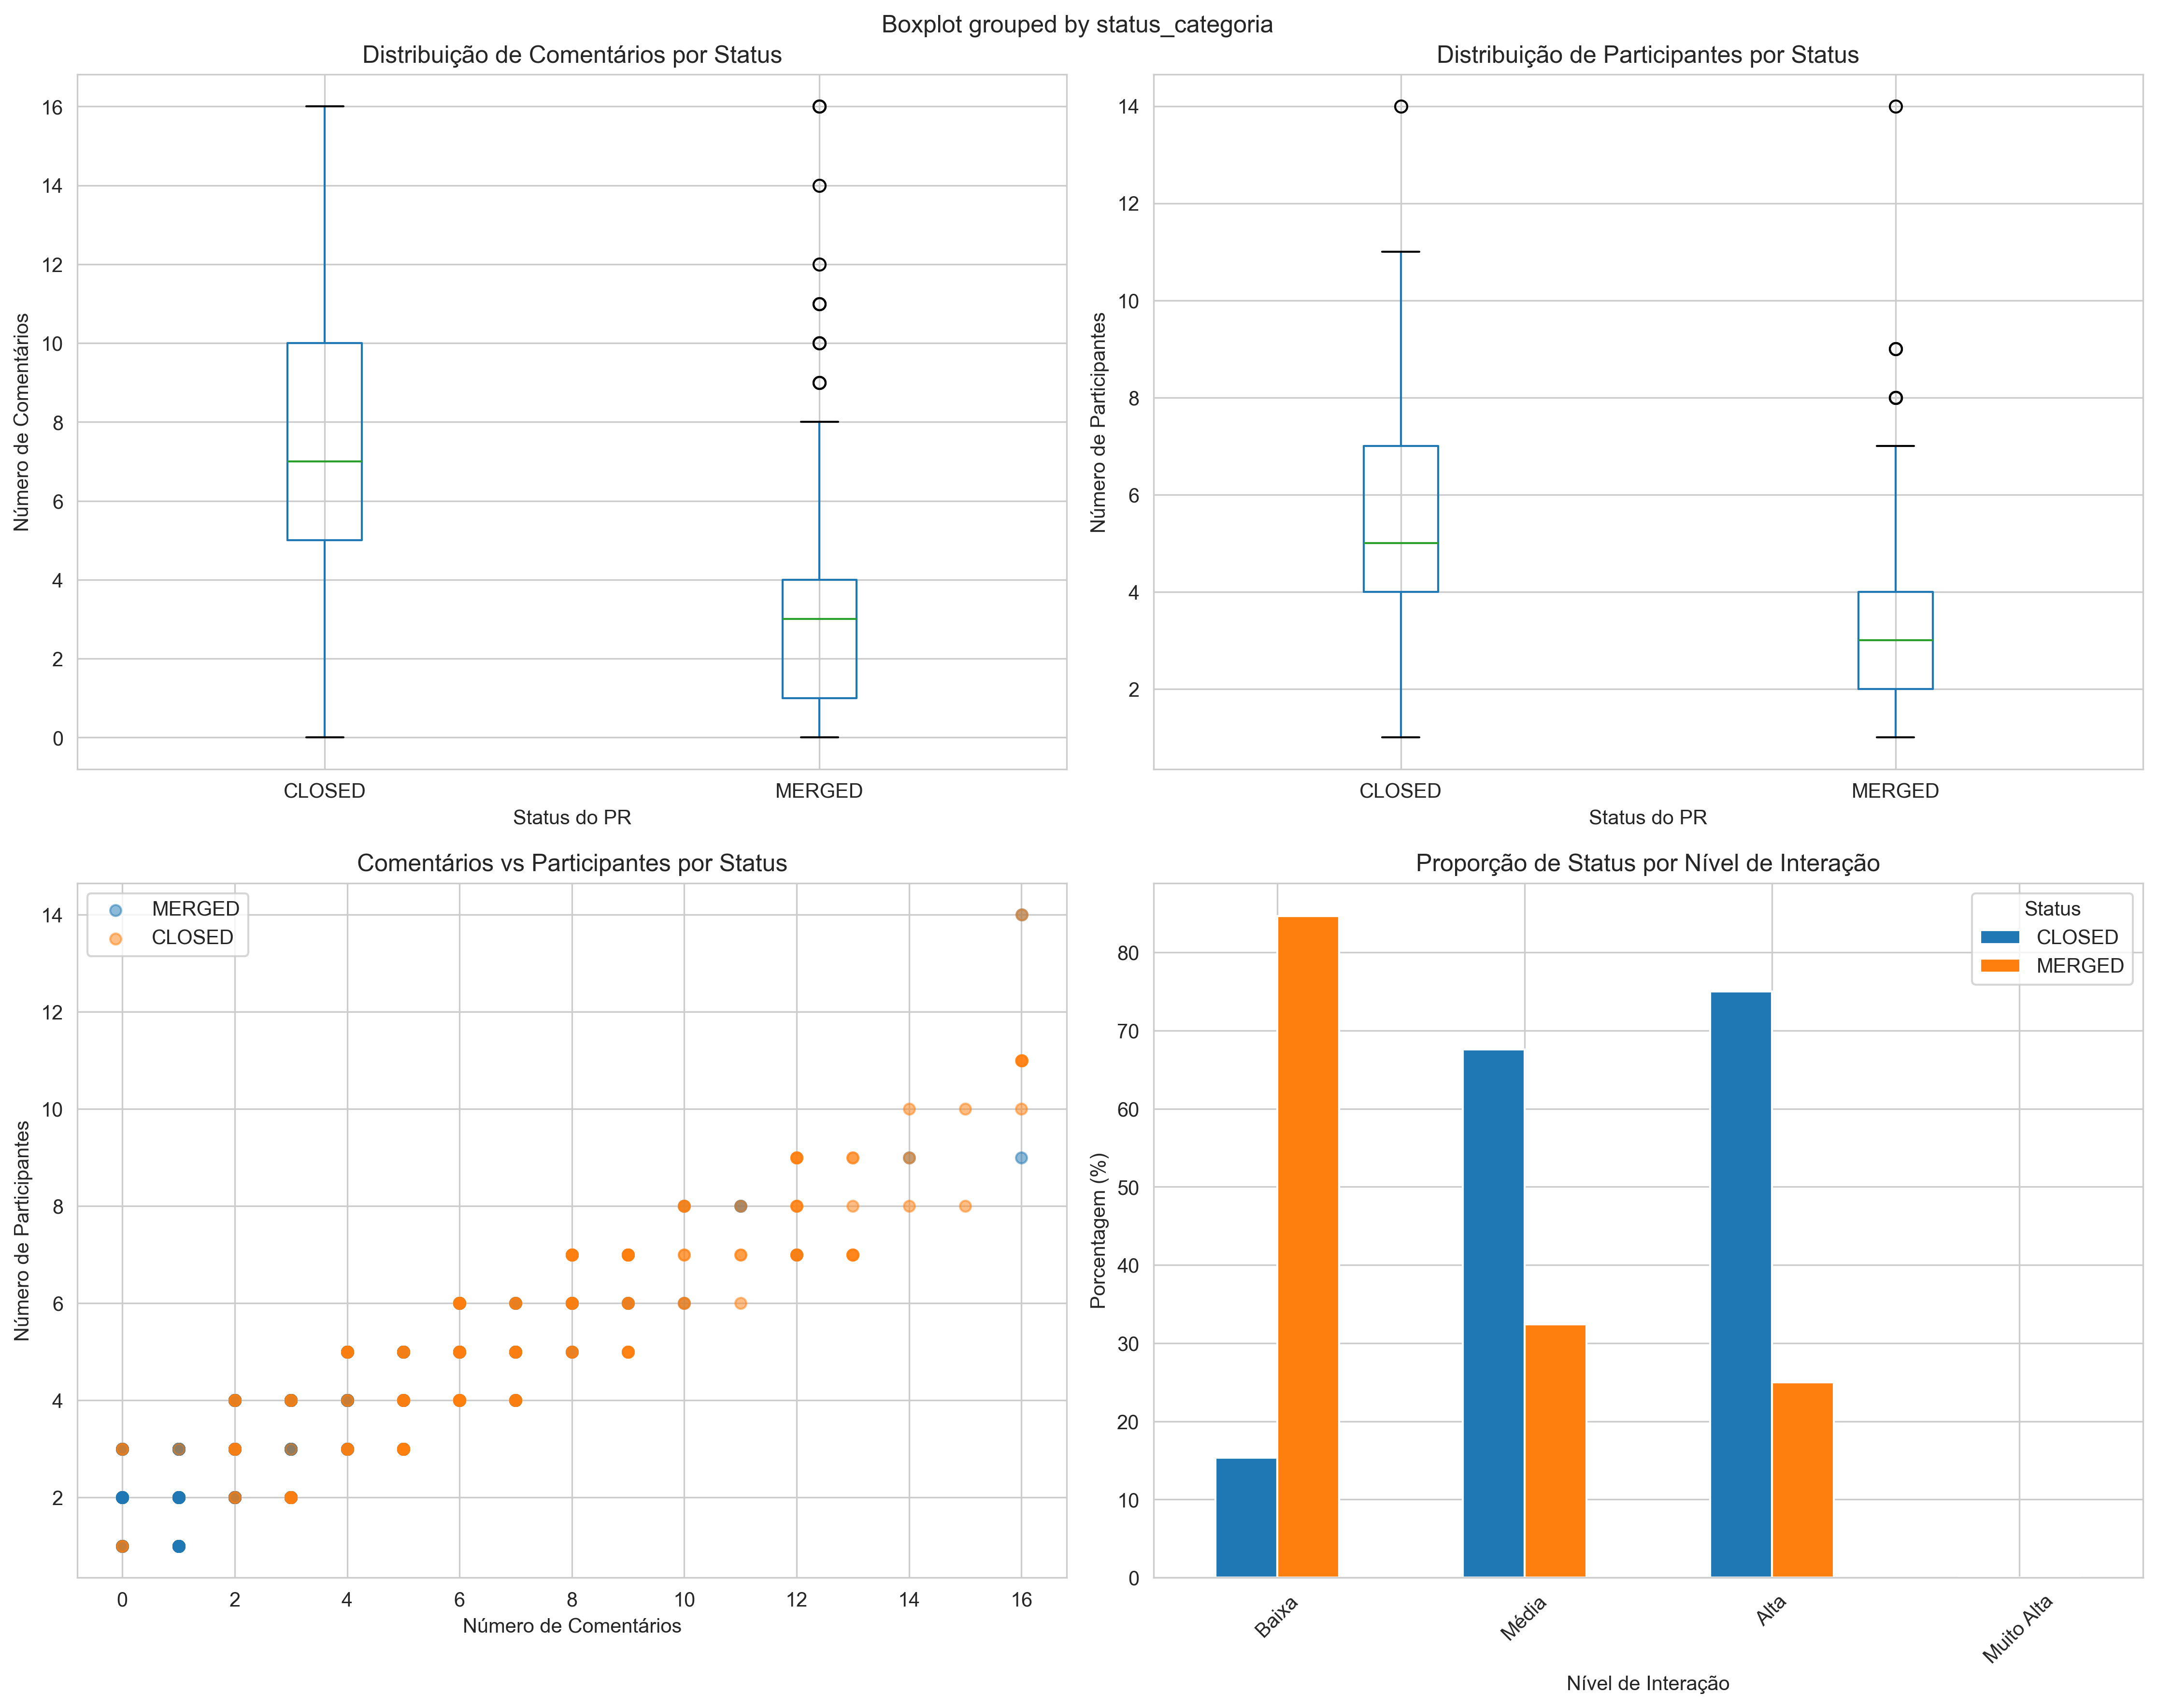 Boxplot grouped by status_categoria
Distribuição de Comentários por Status
Número de Comentários
16
14
12
10
8
6
4
2
0
CLOSED
MERGED
Status do PR
Distribuição de Participantes por Status
Número de Participantes
14
12
10
8
6
4
2
CLOSED
MERGED
Status do PR
Comentários vs Participantes por Status
MERGED
CLOSED
Número de Participantes
14
12
10
8
6
4
2
0
2
4
6
8
10
12
14
16
Número de Comentários
Proporção de Status por Nível de Interação
Status
CLOSED
MERGED
Porcentagem (%)
80
70
60
50
40
30
20
10
0
Baixa
Média
Alta
Muito Alta
Nível de Interação